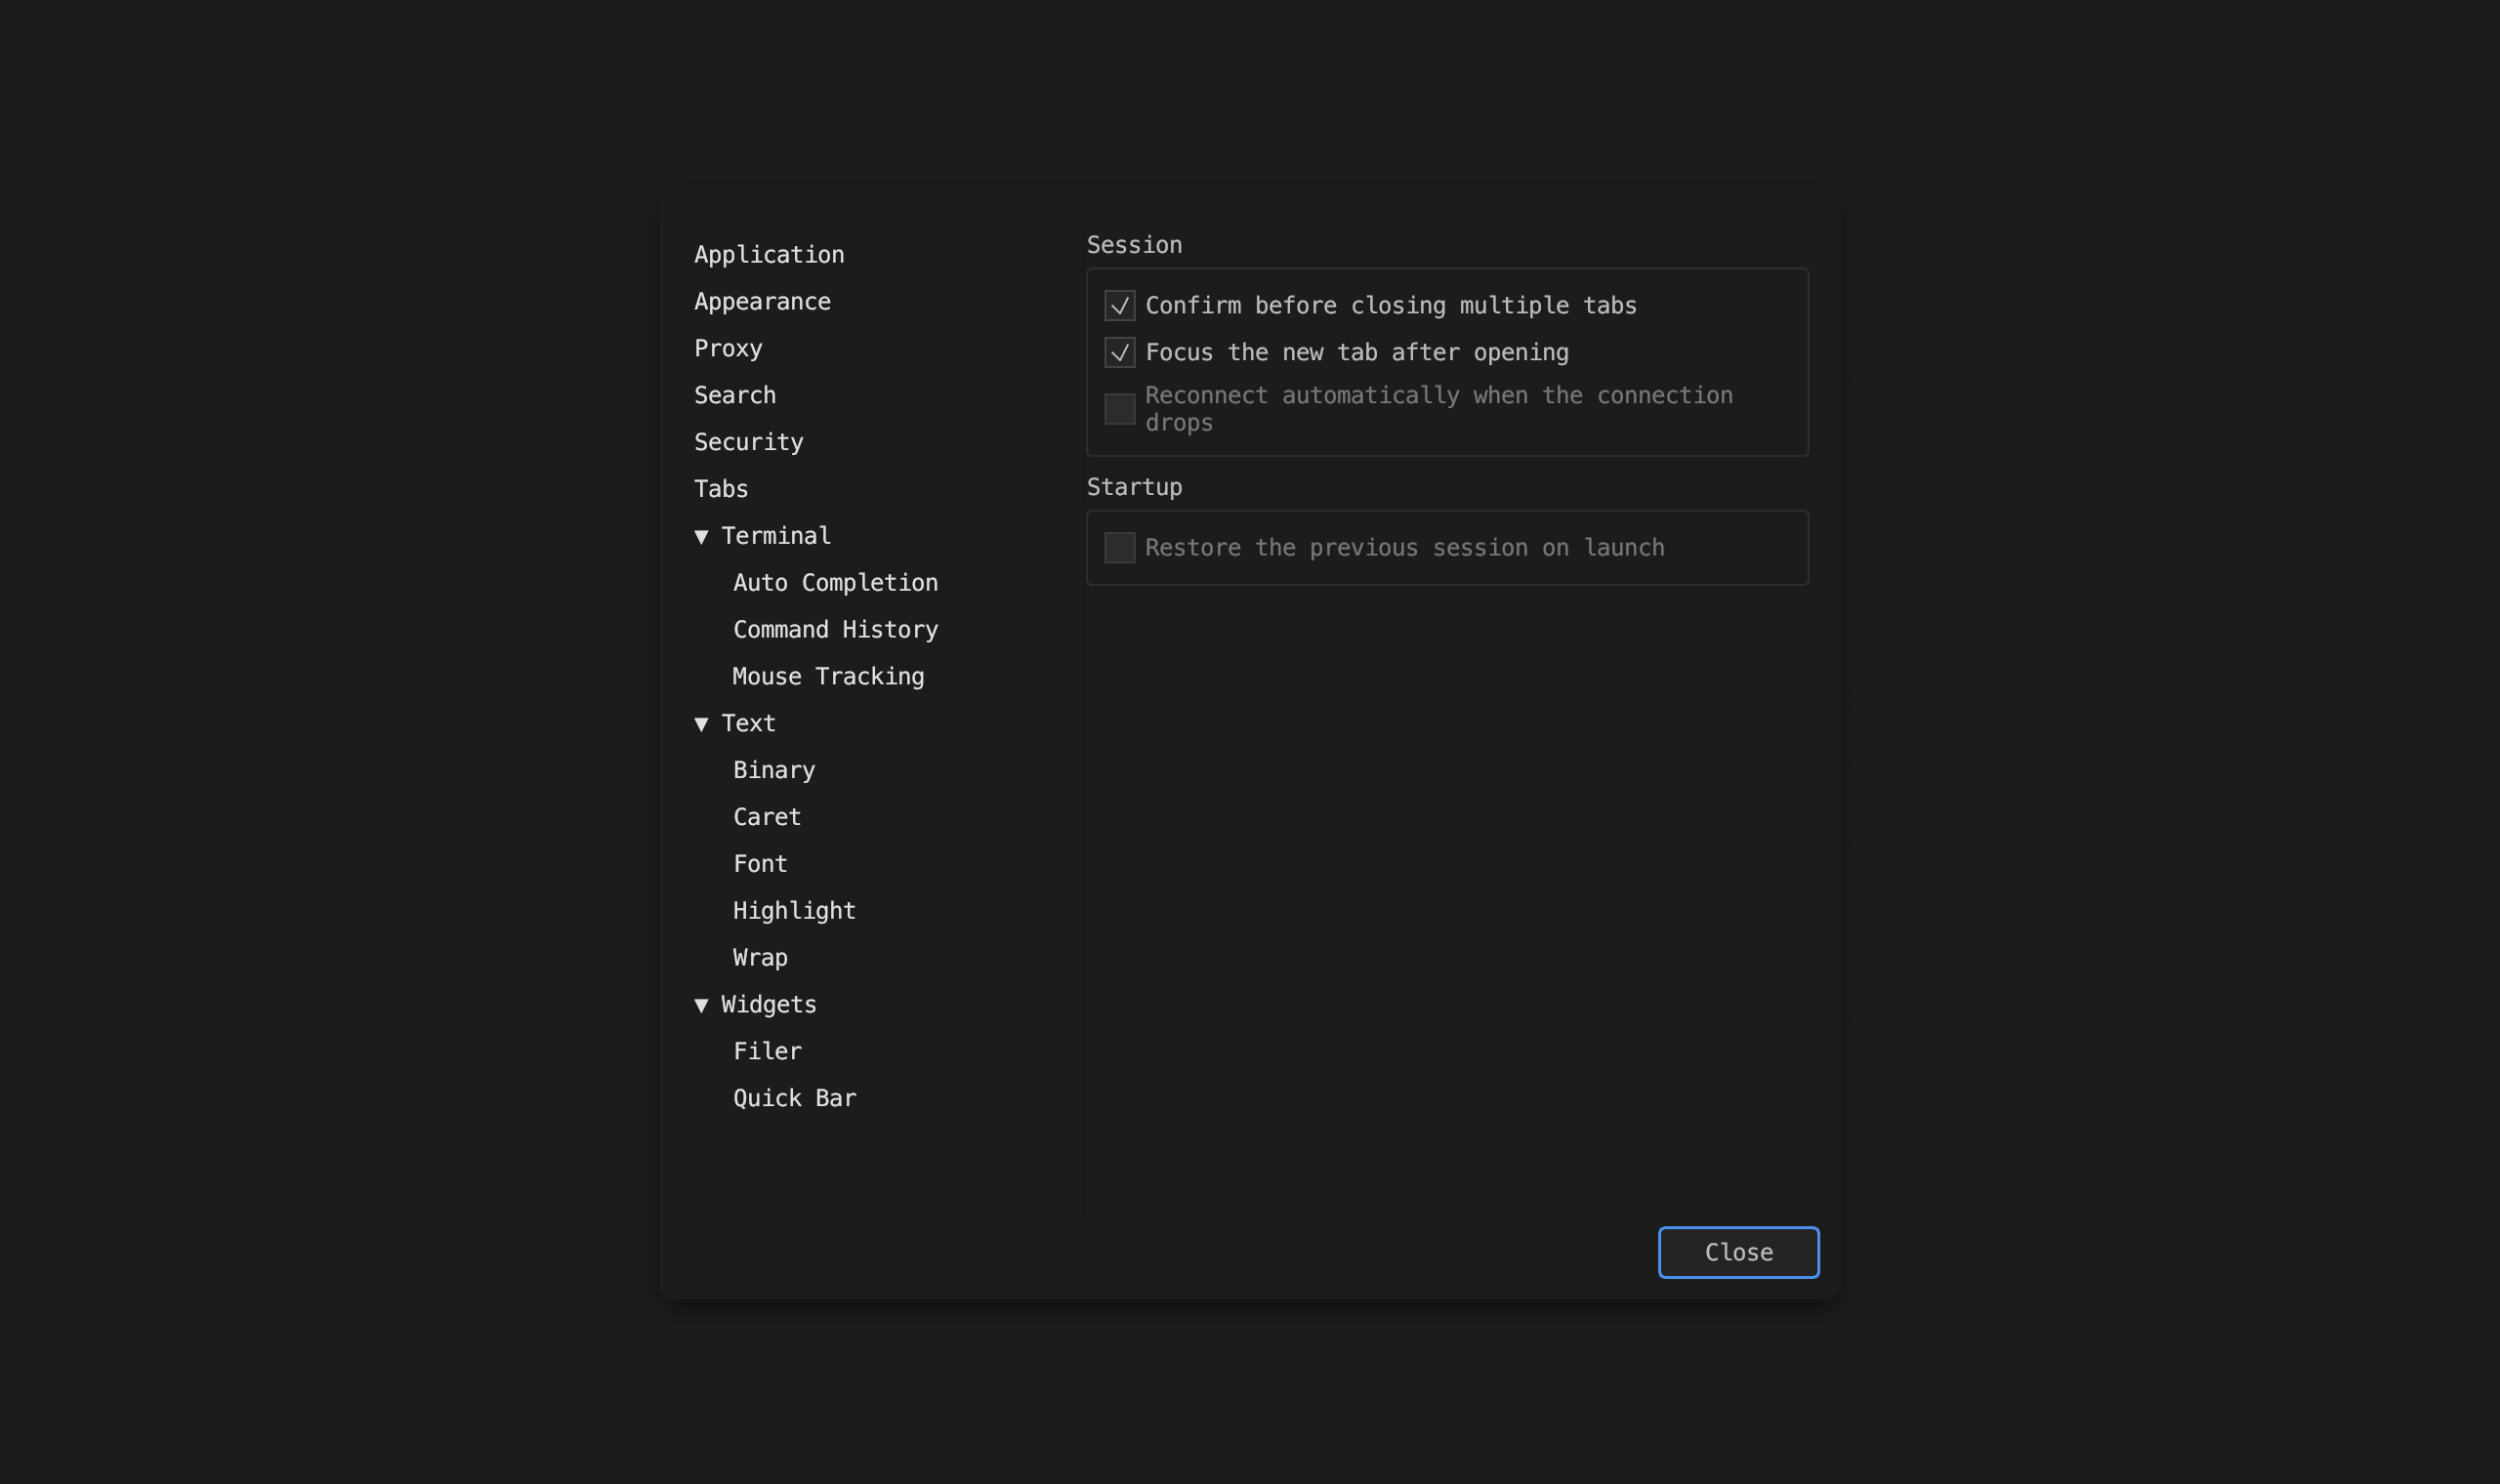 Application
Appearance
Proxy
Search
Security
Tabs
▼ Terminal
Auto Completion
Command History
Mouse Tracking
▼ Text
Binary
Caret
Font
Highlight
Wrap
▼ Widgets
Filer
Quick Bar
Session
Confirm before closing multiple tabs
Focus the new tab after opening
Reconnect automatically when the connection
drops
Startup
Restore the previous session on launch
Close